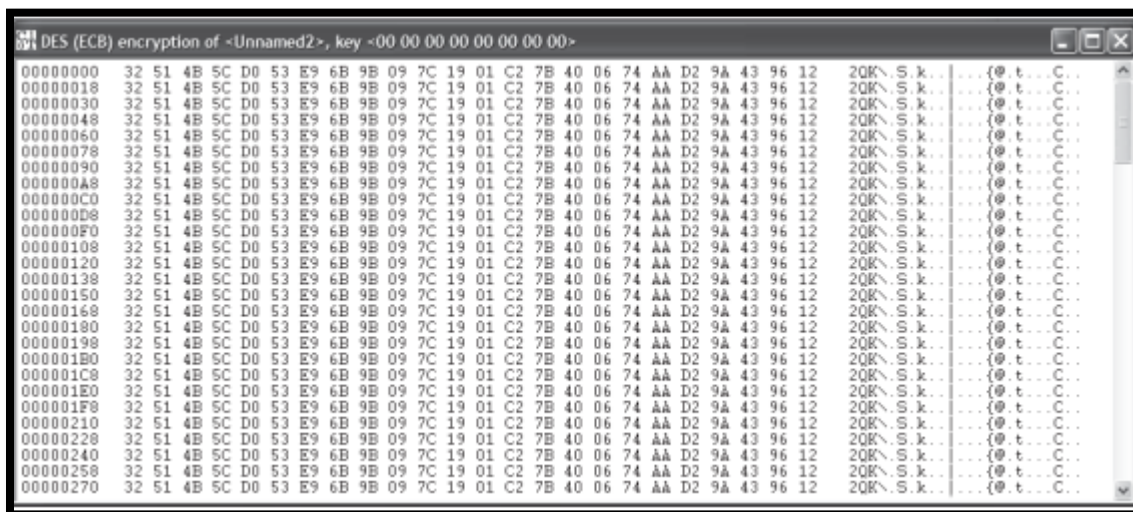 DES (ECB) encryption of <Unnamed2>, key <00 00 00 00 00 00 00 00>
00000000 32 51 4B 5C D0 53 E9 6B 9B 09 7C 19 01 C2 7B 40 06 74 AA D2 9A 43 96 12 2QK\.S.k..|...{@.t...C..
00000018 32 51 4B 5C D0 53 E9 6B 9B 09 7C 19 01 C2 7B 40 06 74 AA D2 9A 43 96 12 2QK\.S.k..|...{@.t...C..
00000030 32 51 4B 5C D0 53 E9 6B 9B 09 7C 19 01 C2 7B 40 06 74 AA D2 9A 43 96 12 2QK\.S.k..|...{@.t...C..
00000048 32 51 4B 5C D0 53 E9 6B 9B 09 7C 19 01 C2 7B 40 06 74 AA D2 9A 43 96 12 2QK\.S.k..|...{@.t...C..
00000060 32 51 4B 5C D0 53 E9 6B 9B 09 7C 19 01 C2 7B 40 06 74 AA D2 9A 43 96 12 2QK\.S.k..|...{@.t...C..
00000078 32 51 4B 5C D0 53 E9 6B 9B 09 7C 19 01 C2 7B 40 06 74 AA D2 9A 43 96 12 2QK\.S.k..|...{@.t...C..
00000090 32 51 4B 5C D0 53 E9 6B 9B 09 7C 19 01 C2 7B 40 06 74 AA D2 9A 43 96 12 2QK\.S.k..|...{@.t...C..
000000A8 32 51 4B 5C D0 53 E9 6B 9B 09 7C 19 01 C2 7B 40 06 74 AA D2 9A 43 96 12 2QK\.S.k..|...{@.t...C..
000000C0 32 51 4B 5C D0 53 E9 6B 9B 09 7C 19 01 C2 7B 40 06 74 AA D2 9A 43 96 12 2QK\.S.k..|...{@.t...C..
000000D8 32 51 4B 5C D0 53 E9 6B 9B 09 7C 19 01 C2 7B 40 06 74 AA D2 9A 43 96 12 2QK\.S.k..|...{@.t...C..
000000F0 32 51 4B 5C D0 53 E9 6B 9B 09 7C 19 01 C2 7B 40 06 74 AA D2 9A 43 96 12 2QK\.S.k..|...{@.t...C..
00000108 32 51 4B 5C D0 53 E9 6B 9B 09 7C 19 01 C2 7B 40 06 74 AA D2 9A 43 96 12 2QK\.S.k..|...{@.t...C..
00000120 32 51 4B 5C D0 53 E9 6B 9B 09 7C 19 01 C2 7B 40 06 74 AA D2 9A 43 96 12 2QK\.S.k..|...{@.t...C..
00000138 32 51 4B 5C D0 53 E9 6B 9B 09 7C 19 01 C2 7B 40 06 74 AA D2 9A 43 96 12 2QK\.S.k..|...{@.t...C..
00000150 32 51 4B 5C D0 53 E9 6B 9B 09 7C 19 01 C2 7B 40 06 74 AA D2 9A 43 96 12 2QK\.S.k..|...{@.t...C..
00000168 32 51 4B 5C D0 53 E9 6B 9B 09 7C 19 01 C2 7B 40 06 74 AA D2 9A 43 96 12 2QK\.S.k..|...{@.t...C..
00000180 32 51 4B 5C D0 53 E9 6B 9B 09 7C 19 01 C2 7B 40 06 74 AA D2 9A 43 96 12 2QK\.S.k..|...{@.t...C..
00000198 32 51 4B 5C D0 53 E9 6B 9B 09 7C 19 01 C2 7B 40 06 74 AA D2 9A 43 96 12 2QK\.S.k..|...{@.t...C..
000001B0 32 51 4B 5C D0 53 E9 6B 9B 09 7C 19 01 C2 7B 40 06 74 AA D2 9A 43 96 12 2QK\.S.k..|...{@.t...C..
000001C8 32 51 4B 5C D0 53 E9 6B 9B 09 7C 19 01 C2 7B 40 06 74 AA D2 9A 43 96 12 2QK\.S.k..|...{@.t...C..
000001E0 32 51 4B 5C D0 53 E9 6B 9B 09 7C 19 01 C2 7B 40 06 74 AA D2 9A 43 96 12 2QK\.S.k..|...{@.t...C..
000001F8 32 51 4B 5C D0 53 E9 6B 9B 09 7C 19 01 C2 7B 40 06 74 AA D2 9A 43 96 12 2QK\.S.k..|...{@.t...C..
00000210 32 51 4B 5C D0 53 E9 6B 9B 09 7C 19 01 C2 7B 40 06 74 AA D2 9A 43 96 12 2QK\.S.k..|...{@.t...C..
00000228 32 51 4B 5C D0 53 E9 6B 9B 09 7C 19 01 C2 7B 40 06 74 AA D2 9A 43 96 12 2QK\.S.k..|...{@.t...C..
00000240 32 51 4B 5C D0 53 E9 6B 9B 09 7C 19 01 C2 7B 40 06 74 AA D2 9A 43 96 12 2QK\.S.k..|...{@.t...C..
00000258 32 51 4B 5C D0 53 E9 6B 9B 09 7C 19 01 C2 7B 40 06 74 AA D2 9A 43 96 12 2QK\.S.k..|...{@.t...C..
00000270 32 51 4B 5C D0 53 E9 6B 9B 09 7C 19 01 C2 7B 40 06 74 AA D2 9A 43 96 12 2QK\.S.k..|...{@.t...C..